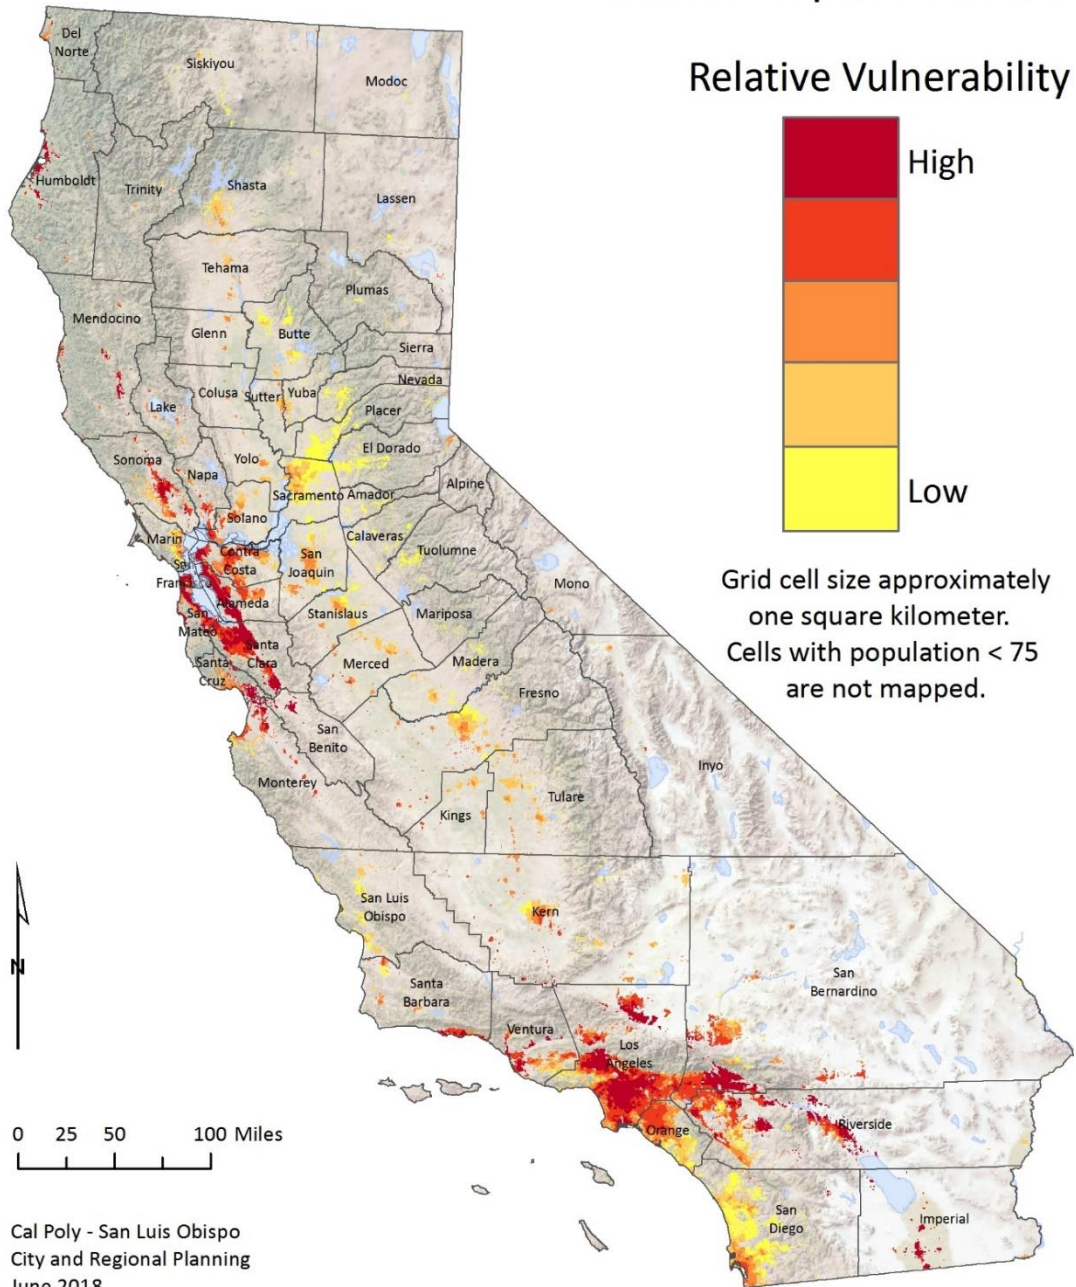 Del
Norte
Siskiyou
Modoc
Relative Vulnerability
High
Low
Grid cell size approximately
one square kilometer.
Cells with population < 75
are not mapped.
Humboldt
Trinity
Shasta
Lassen
Tehama
Plumas
Mendocino
Glenn
Butte
Sierra
Nevada
Colusa
Sutter
Yuba
Lake
Placer
El Dorado
Sonoma
Napa
Yolo
Sacramento
Amador
Alpine
Solano
Marin
Calaveras
Contra
Costa
San
Joaquin
Tuolumne
Mono
San
Alameda
Mateo
Stanislaus
Mariposa
Santa
Clara
Santa
Cruz
Merced
Madera
Fresno
San
Benito
Monterey
Inyo
Kings
Tulare
San Luis
Obispo
Kern
N
Santa
Barbara
Ventura
Los
Angeles
San
Bernardino
Orange
Riverside
San
Diego
Imperial
0 25 50 100 Miles
Cal Poly - San Luis Obispo
City and Regional Planning
June 2018